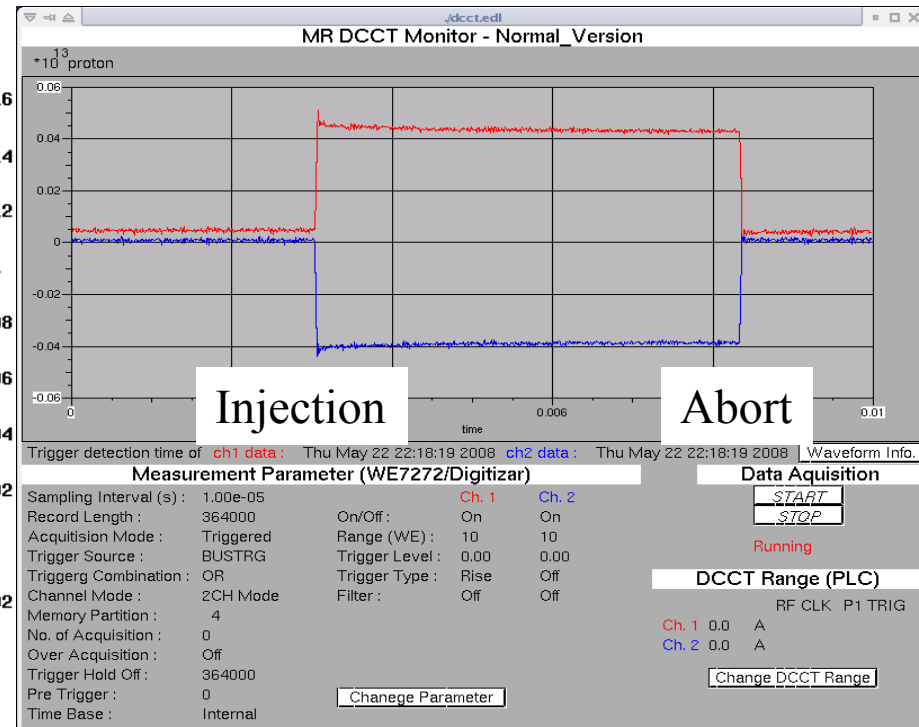 ./dcct.edl
MR DCCT Monitor - Normal_Version
*10^13 proton
0.06
0.04
0.02
0
-0.02
-0.04
-0.06
0 0.006 0.01
time
Injection Abort
Trigger detection time of ch1 data : Thu May 22 22:18:19 2008 ch2 data : Thu May 22 22:18:19 2008 Waveform Info.
Measurement Parameter (WE7272/Digitizar)
Ch. 1 Ch. 2
Sampling Interval (s) : 1.00e-05
Record Length : 364000 On/Off : On On
Acquitision Mode : Triggered Range (WE) : 10 10
Trigger Source : BUSTRG Trigger Level : 0.00 0.00
Triggerg Combination : OR Trigger Type : Rise Off
Channel Mode : 2CH Mode Filter : Off Off
Memory Partition : 4
No. of Acquisition : 0
Over Acquisition : Off
Trigger Hold Off : 364000
Pre Trigger : 0 Chanege Parameter
Time Base : Internal
Data Aquisition
START
STOP
Running
DCCT Range (PLC)
RF CLK P1 TRIG
Ch. 1 0.0 A
Ch. 2 0.0 A
Change DCCT Range